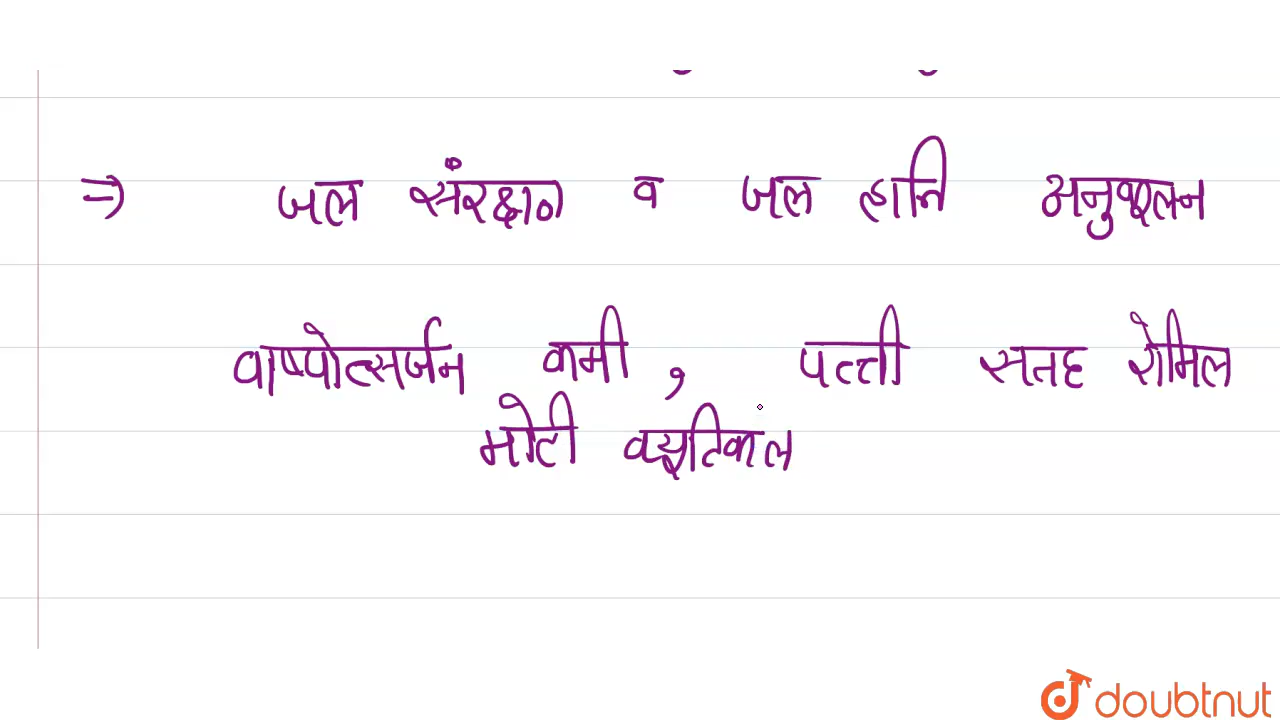 ⇒ जल संरक्षण व जल हानि अनुकूलन
वाष्पोत्सर्जन कमी , पत्ती सतह रोमिल
मोटी क्यूटिकल
doubtnut